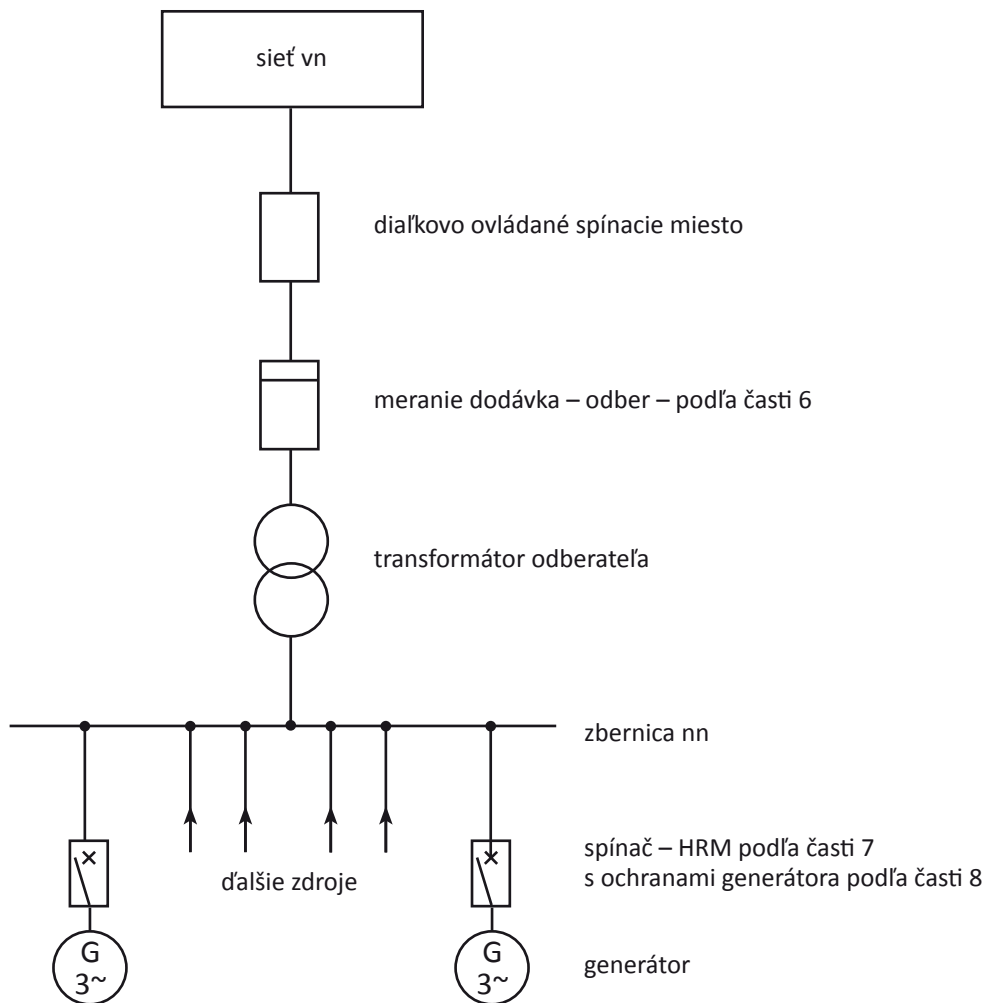 sieť vn
diaľkovo ovládané spínacie miesto
meranie dodávka – odber – podľa časti 6
transformátor odberateľa
zbernica nn
spínač – HRM podľa časti 7
s ochranami generátora podľa časti 8
ďalšie zdroje
G
3~
G
3~
generátor